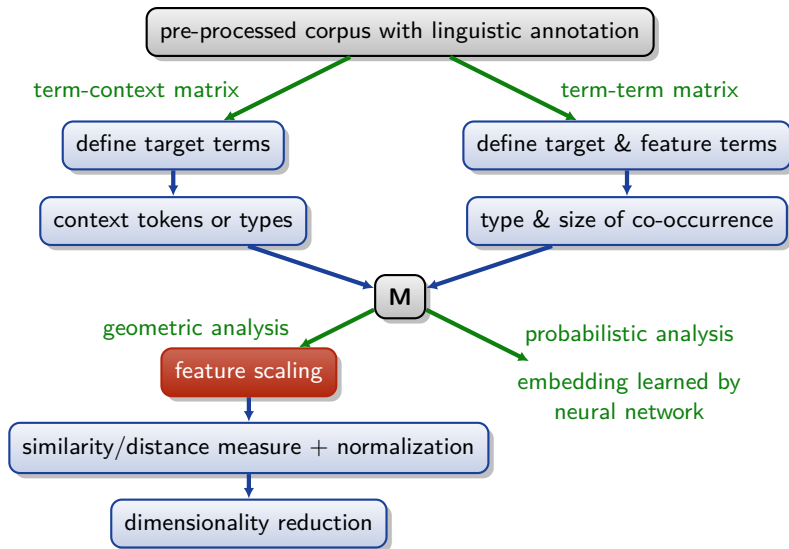 pre-processed corpus with linguistic annotation
term-context matrix
term-term matrix
define target terms
define target & feature terms
context tokens or types
type & size of co-occurrence
M
geometric analysis
probabilistic analysis
feature scaling
embedding learned by
neural network
similarity/distance measure + normalization
dimensionality reduction